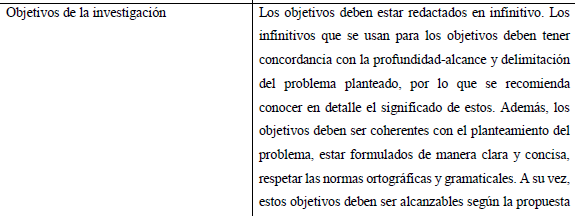 Objetivos de la investigación
Los objetivos deben estar redactados en infinitivo. Los
infinitivos que se usan para los objetivos deben tener
concordancia con la profundidad-alcance y delimitación
del problema planteado, por lo que se recomienda
conocer en detalle el significado de estos. Además, los
objetivos deben ser coherentes con el planteamiento del
problema, estar formulados de manera clara y concisa,
respetar las normas ortográficas y gramaticales. A su vez,
estos objetivos deben ser alcanzables según la propuesta